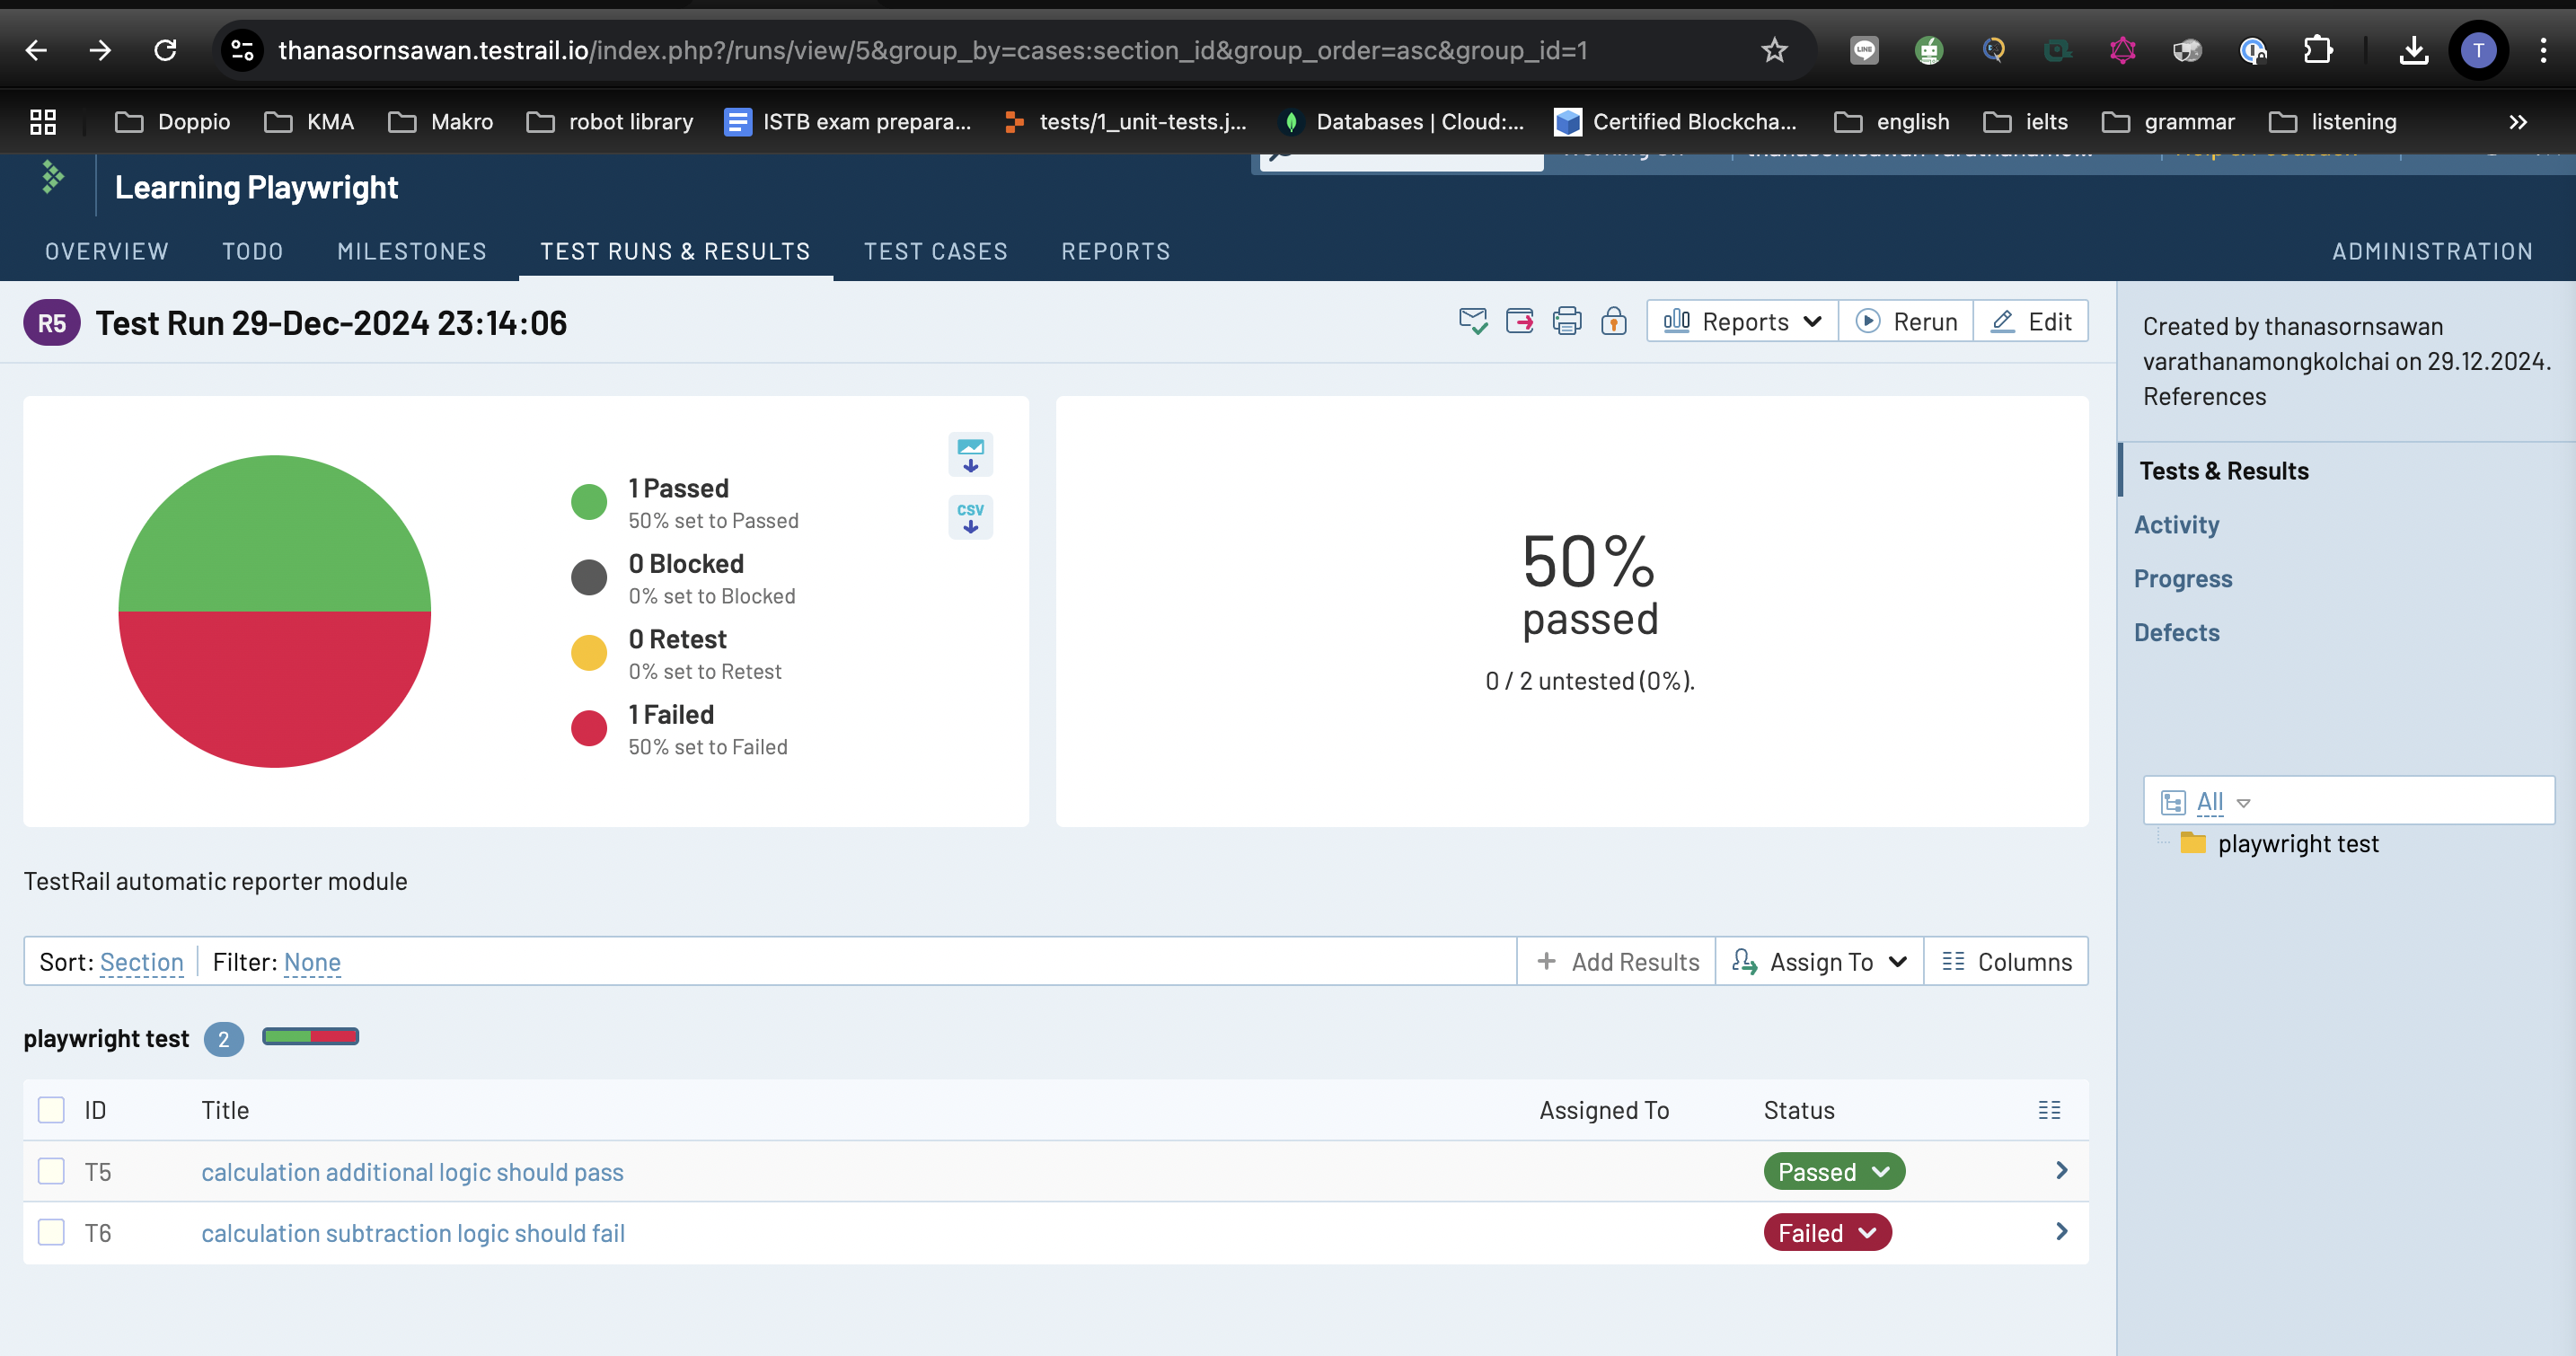 thanasornsawan.testrail.io/index.php?/runs/view/5&group_by=cases:section_id&group_order=asc&group_id=1
T
Doppio KMA Makro robot library ISTB exam prepara... tests/1_unit-tests.j... Databases | Cloud:... Certified Blockcha... english ielts grammar listening
Learning Playwright
OVERVIEW TODO MILESTONES TEST RUNS & RESULTS TEST CASES REPORTS ADMINISTRATION
R5 Test Run 29-Dec-2024 23:14:06
Reports Rerun Edit
Created by thanasornsawan
varathanamongkolchai on 29.12.2024.
References
Tests & Results
Activity
Progress
Defects
All
playwright test
1 Passed
50% set to Passed
0 Blocked
0% set to Blocked
0 Retest
0% set to Retest
1 Failed
50% set to Failed
CSV
50%
passed
0 / 2 untested (0%).
TestRail automatic reporter module
Sort: Section Filter: None
Add Results Assign To Columns
playwright test 2
ID Title Assigned To Status
T5 calculation additional logic should pass Passed
T6 calculation subtraction logic should fail Failed